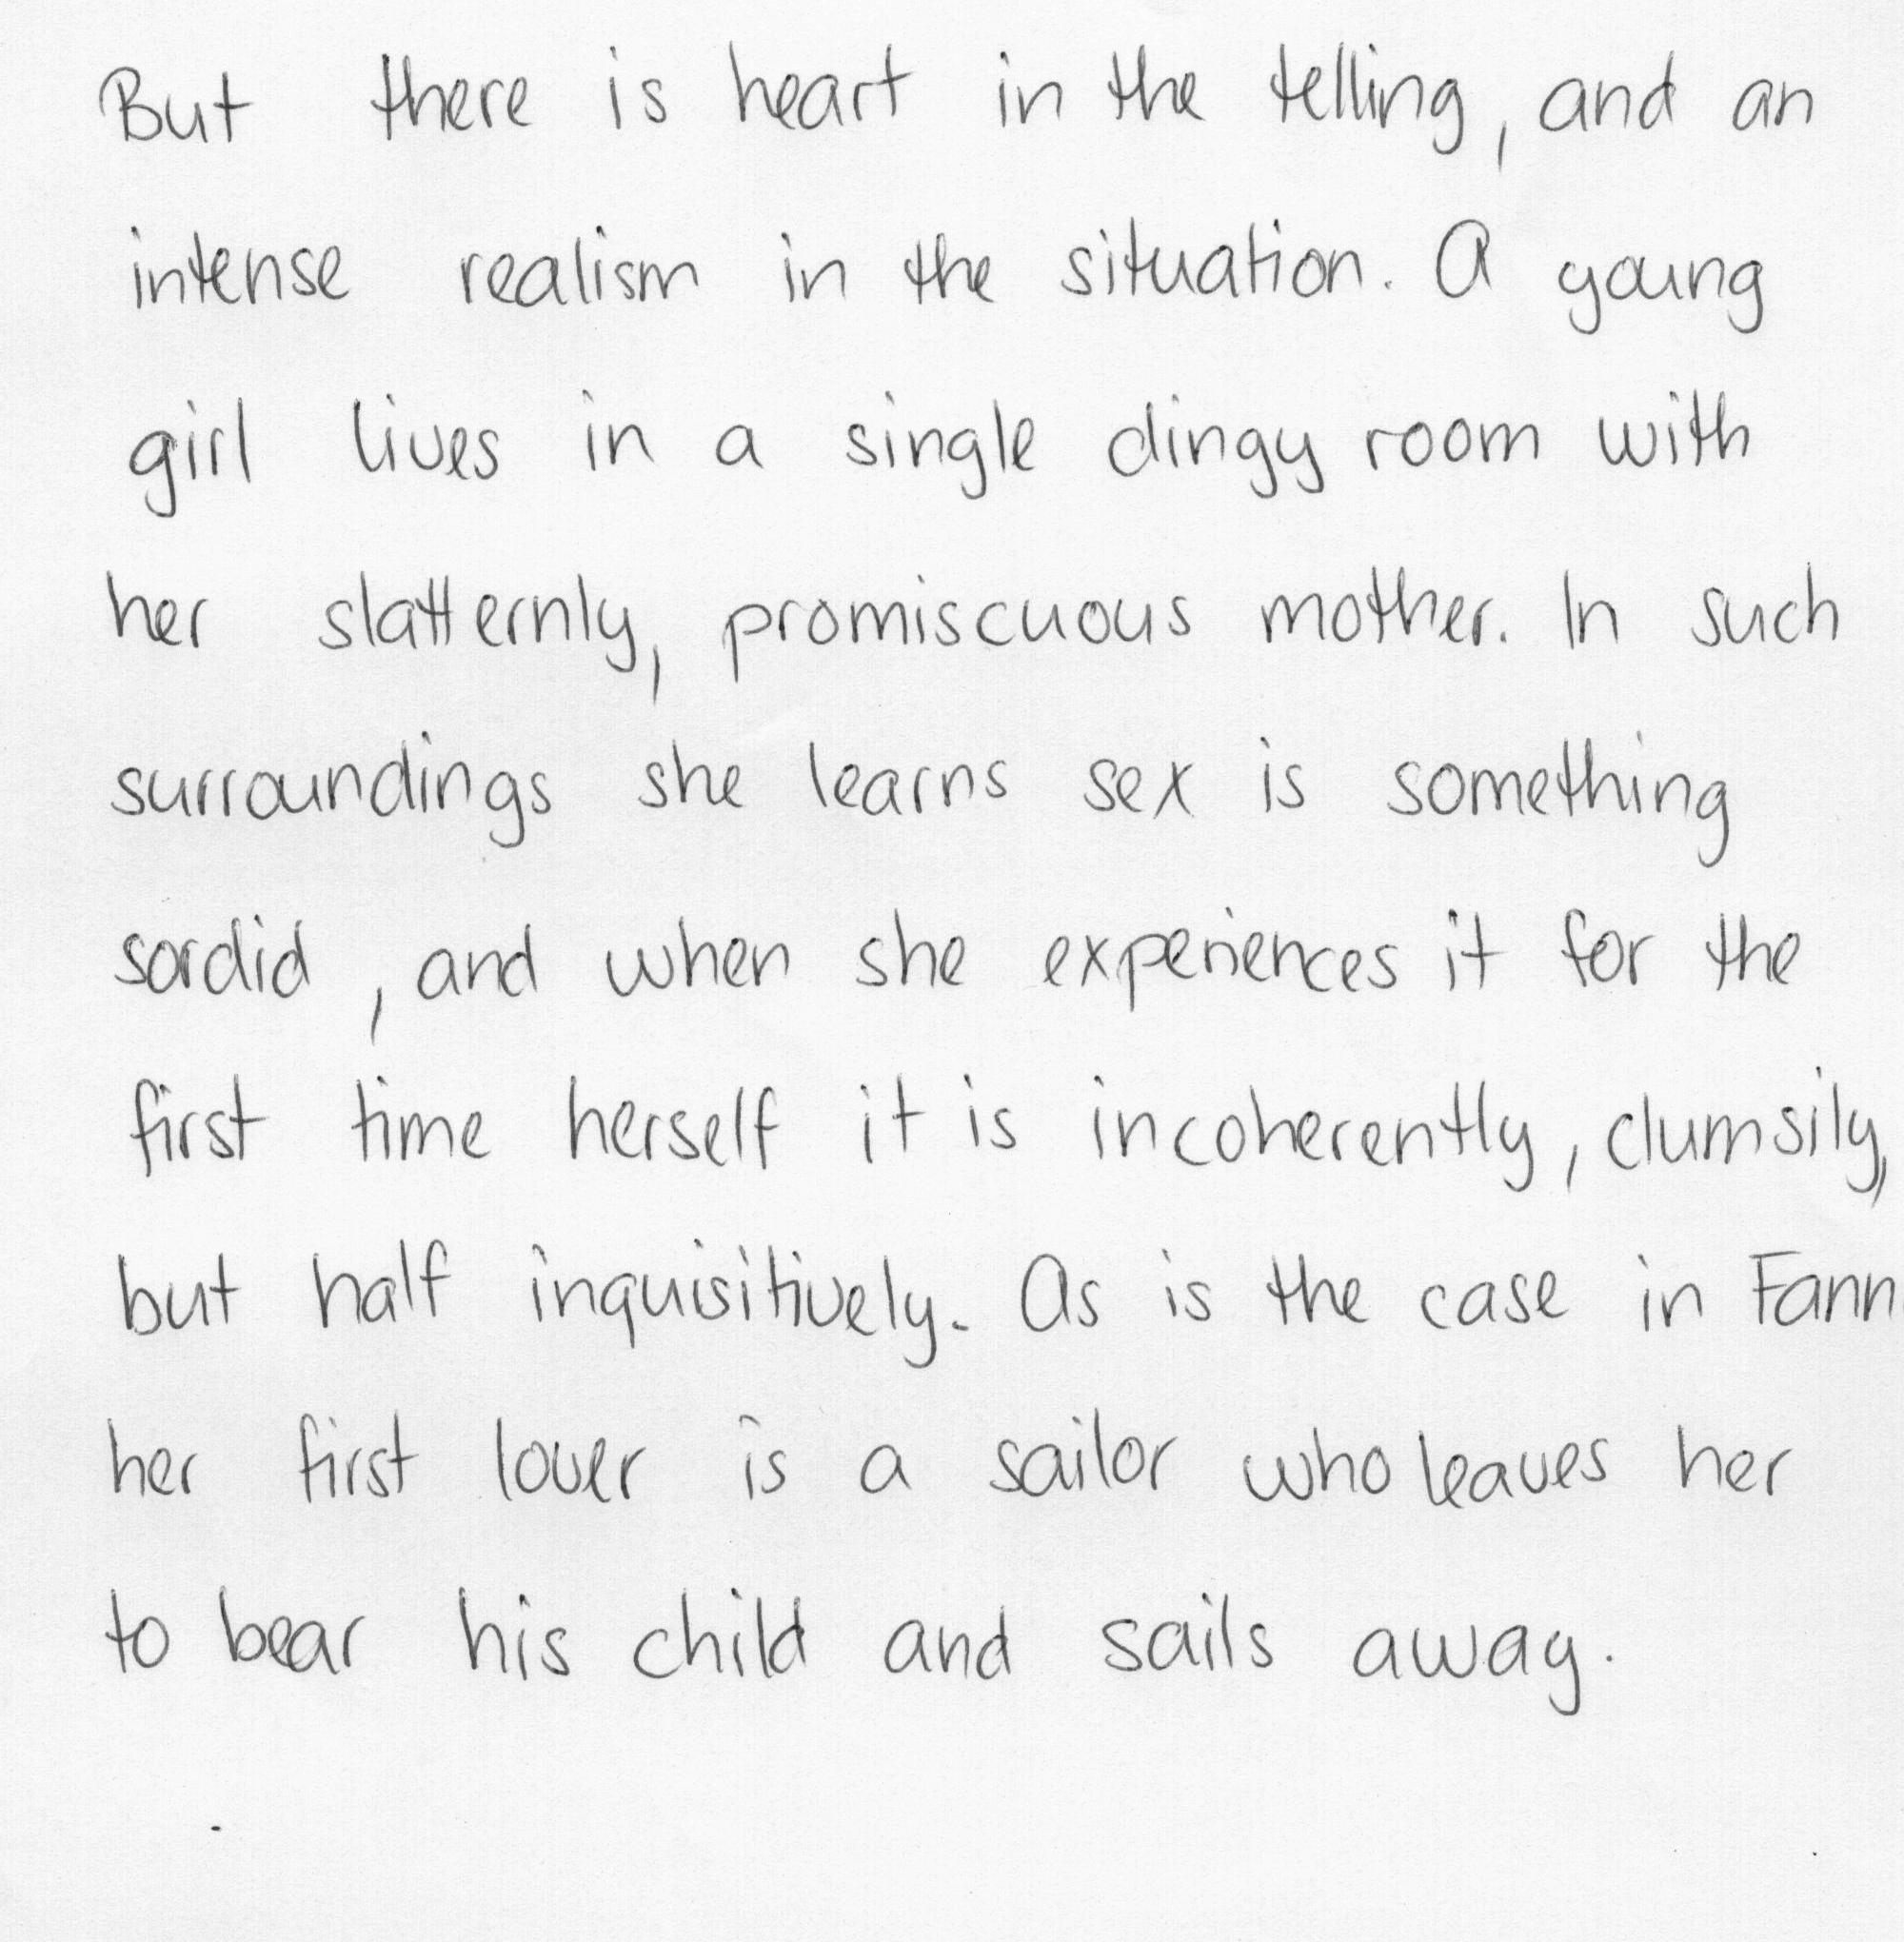 But there is heart in the telling, and an
intense realism in the situation. A young
girl lives in a single dingy room with
her slatternly, promiscuous mother. In such
surroundings she learns sex is something
sordid, and when she experiences it for the
first time herself it is incoherently, clumsily,
but half inquisitively. As is the case in Fann
her first lover is a sailor who leaves her
to bear his child and sails away.